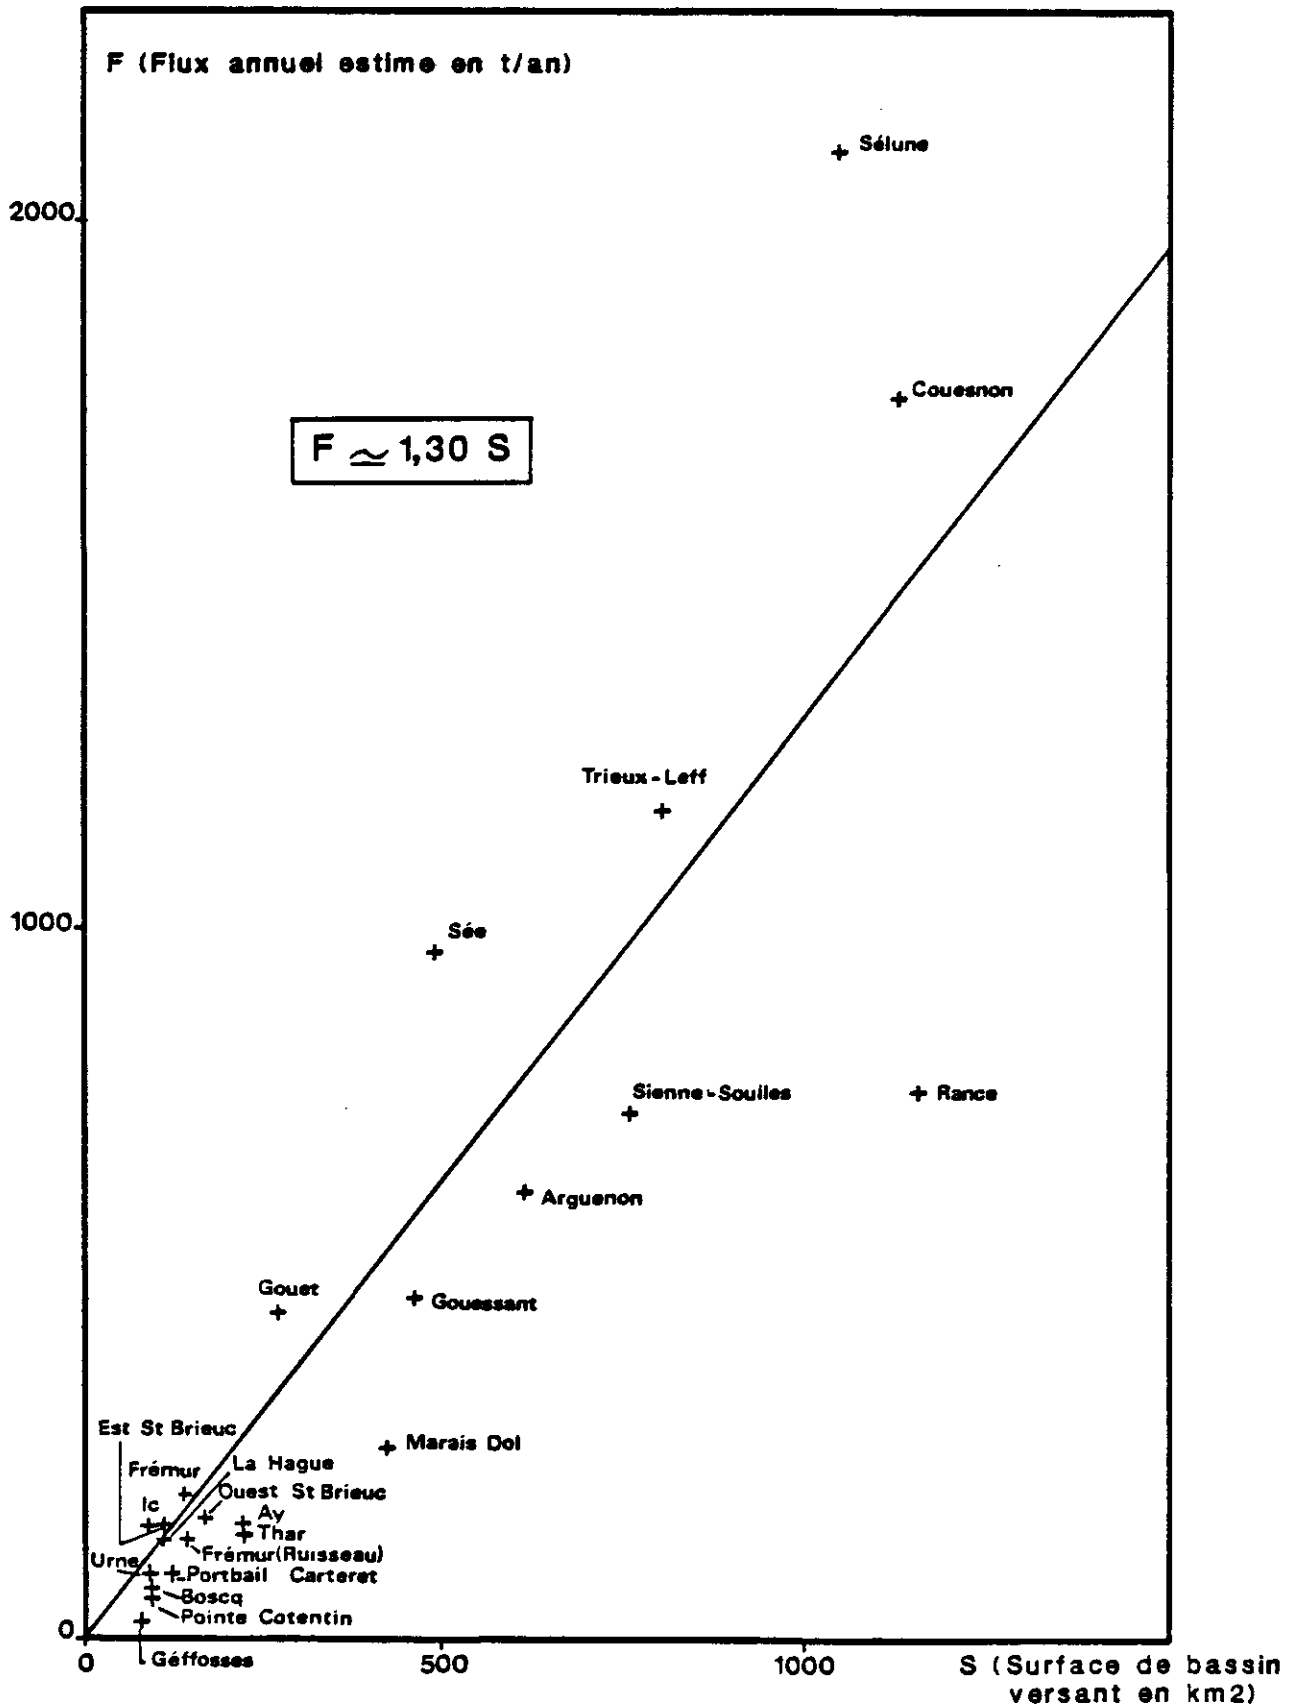 F (Flux annuel estime en t/an)
Sélune
2000
Couesnon
F ≃ 1,30 S
Trieux-Leff
1000
Sée
Sienne-Soulles
Rance
Arguenon
Gouet
Gouessant
Est St Brieuc
Marais Dol
La Hague
Frémur
Ouest St Brieuc
Ic
Ay
Thar
Frémur(Ruisseau)
Urne
Portbail Carteret
Boscq
Pointe Cotentin
0
Géffosses
0
500
1000
S (Surface de bassin
versant en km2)